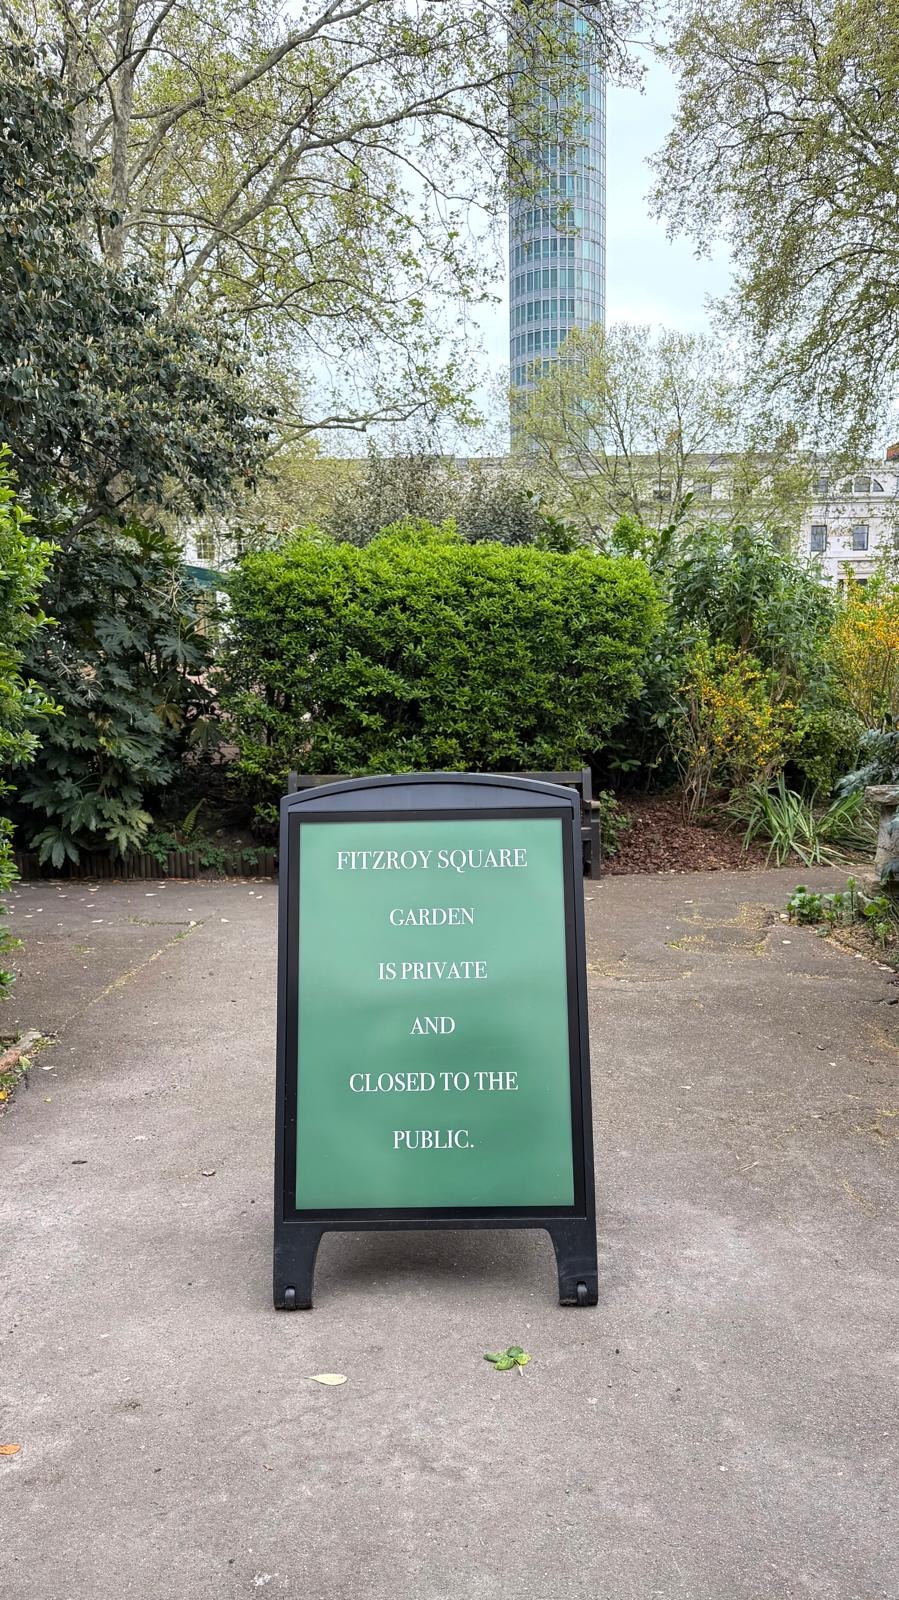 FITZROY SQUARE
GARDEN
IS PRIVATE
AND
CLOSED TO THE
PUBLIC.